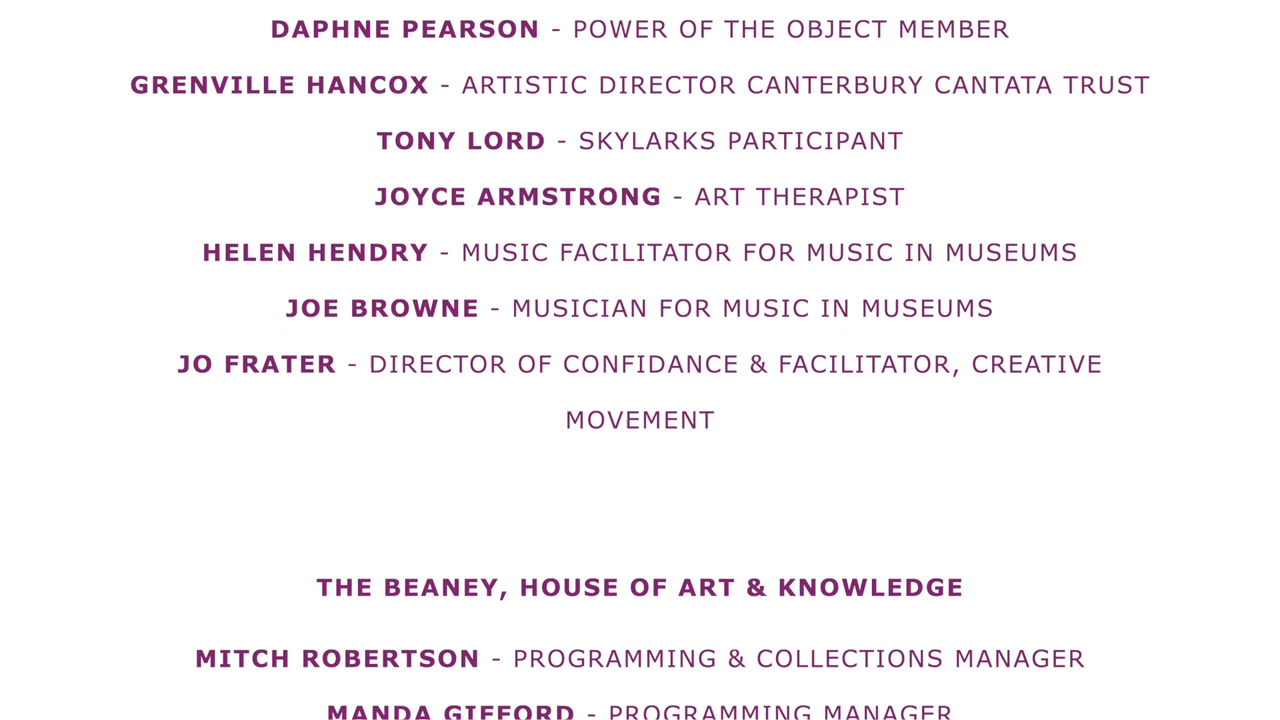 DAPHNE PEARSON - POWER OF THE OBJECT MEMBER
GRENVILLE HANCOX - ARTISTIC DIRECTOR CANTERBURY CANTATA TRUST
TONY LORD - SKYLARKS PARTICIPANT
JOYCE ARMSTRONG - ART THERAPIST
HELEN HENDRY - MUSIC FACILITATOR FOR MUSIC IN MUSEUMS
JOE BROWNE - MUSICIAN FOR MUSIC IN MUSEUMS
JO FRATER - DIRECTOR OF CONFIDANCE & FACILITATOR, CREATIVE
MOVEMENT
THE BEANEY, HOUSE OF ART & KNOWLEDGE
MITCH ROBERTSON - PROGRAMMING & COLLECTIONS MANAGER
MANDA GIFFORD - PROGRAMMING MANAGER